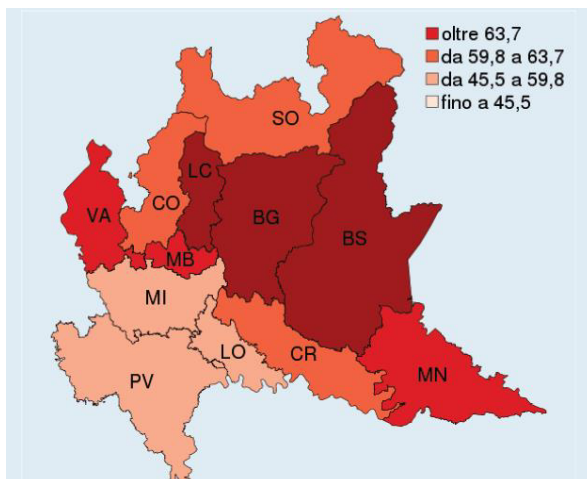 oltre 63,7
da 59,8 a 63,7
da 45,5 a 59,8
fino a 45,5
SO
LC
VA
CO
BG
BS
MB
MI
LO
CR
PV
MN